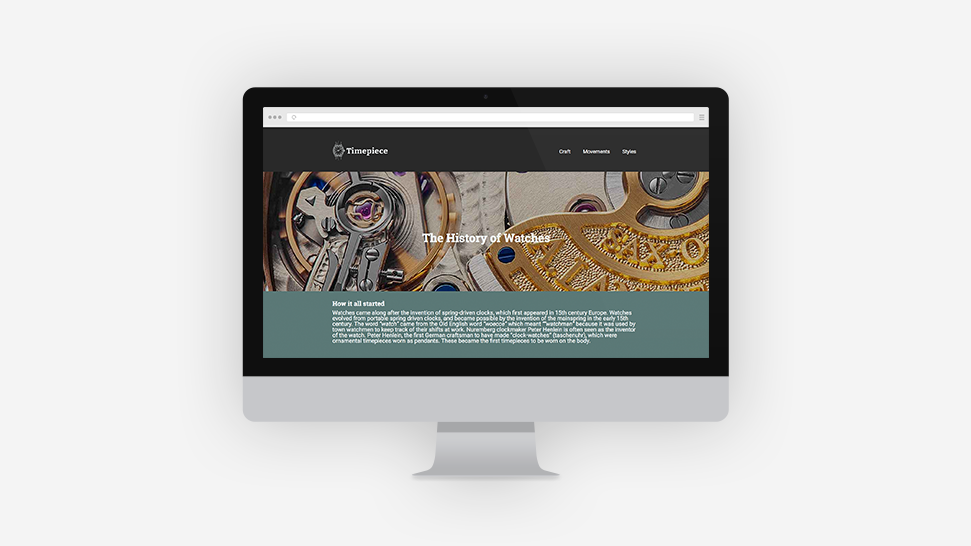 Timepiece
Craft Movements Styles
The History of Watches
How it all started
Watches came along after the invention of spring-driven clocks, which first appeared in 15th century Europe. Watches
evolved from portable spring driven clocks, and became possible by the invention of the mainspring in the early 15th
century. The word "watch" came from the Old English word "woecce" which meant "watchman" because it was used by
town watchmen to keep track of their shifts at work. Nuremberg clockmaker Peter Henlein is often seen as the inventor
of the watch. Peter Henlein, the first German craftsman to have made "clock-watches" (taschenuhr), which were
ornamental timepieces worn as pendants. These became the first timepieces to be worn on the body.